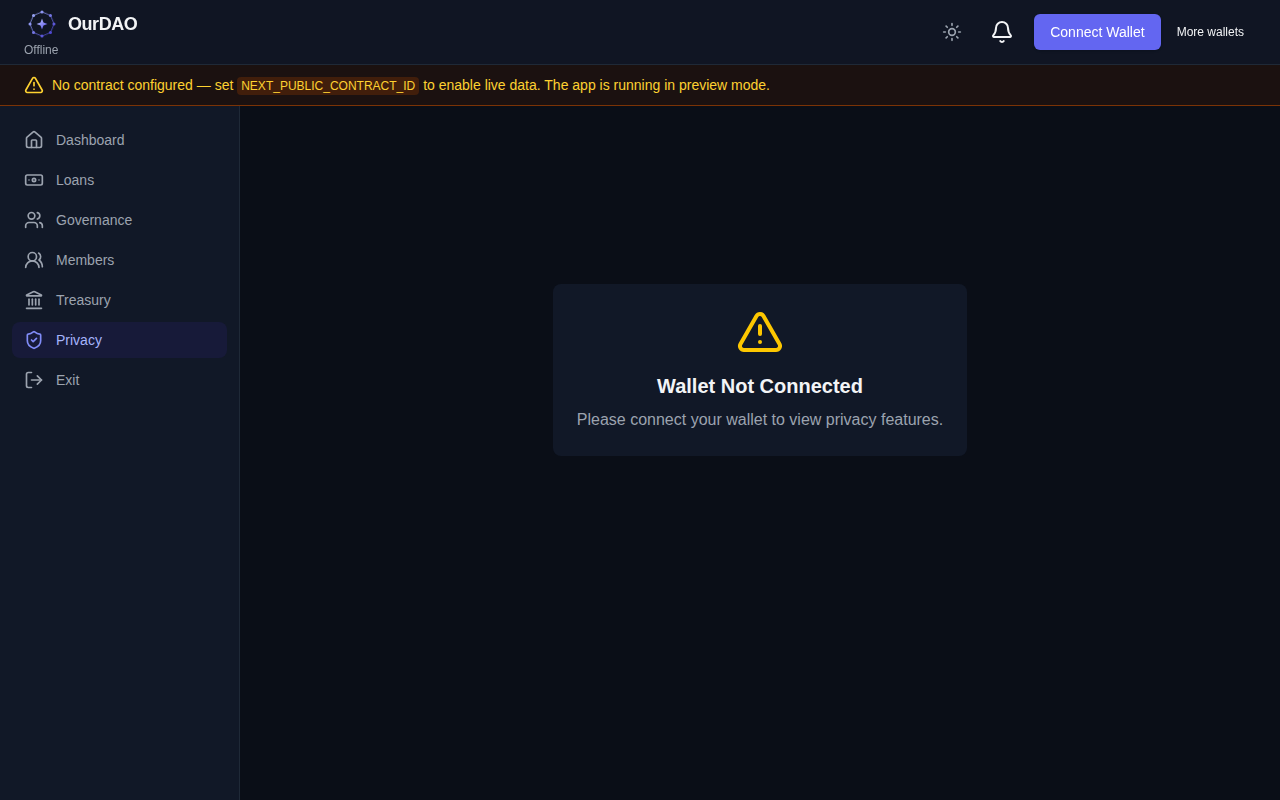 OurDAO
Offline
Connect Wallet
More wallets
No contract configured — set NEXT_PUBLIC_CONTRACT_ID to enable live data. The app is running in preview mode.
Dashboard
Loans
Governance
Members
Treasury
Privacy
Exit
Wallet Not Connected
Please connect your wallet to view privacy features.